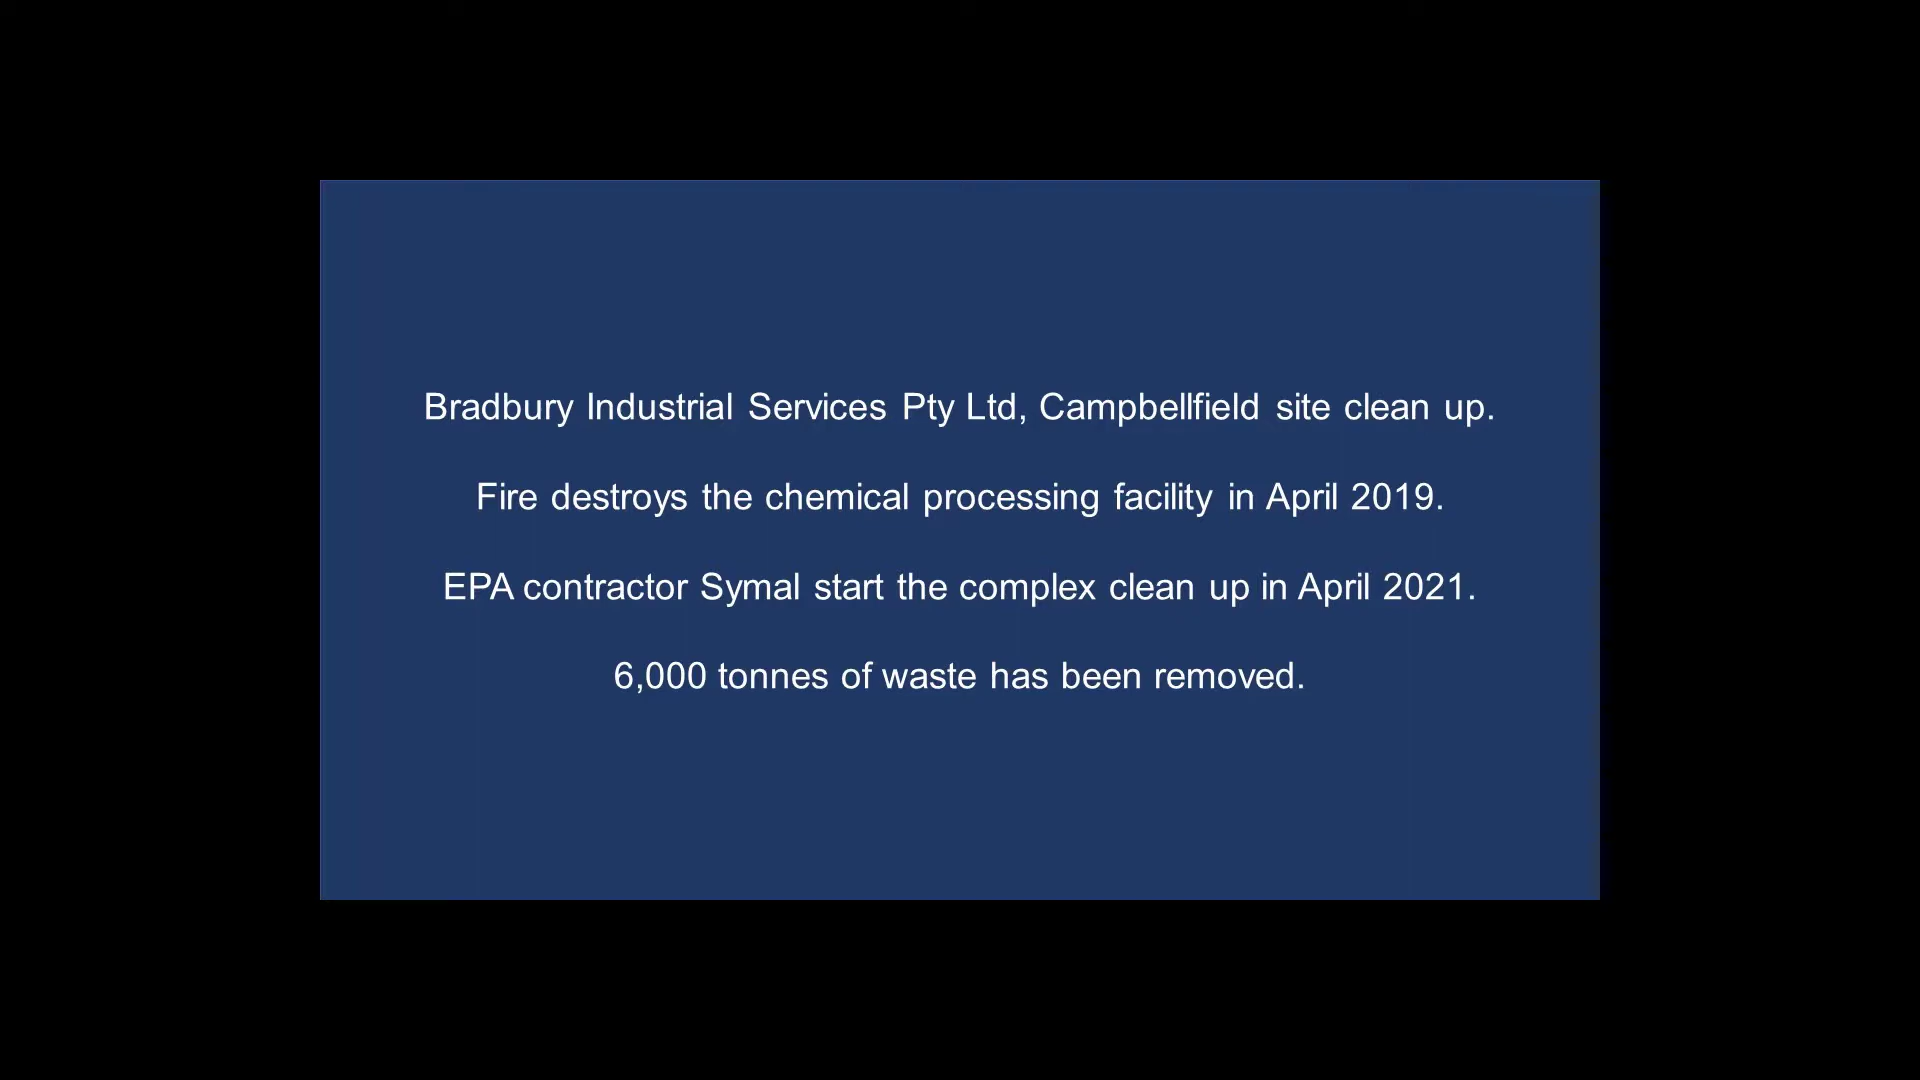 Bradbury Industrial Services Pty Ltd, Campbellfield site clean up.
Fire destroys the chemical processing facility in April 2019.
EPA contractor Symal start the complex clean up in April 2021.
6,000 tonnes of waste has been removed.